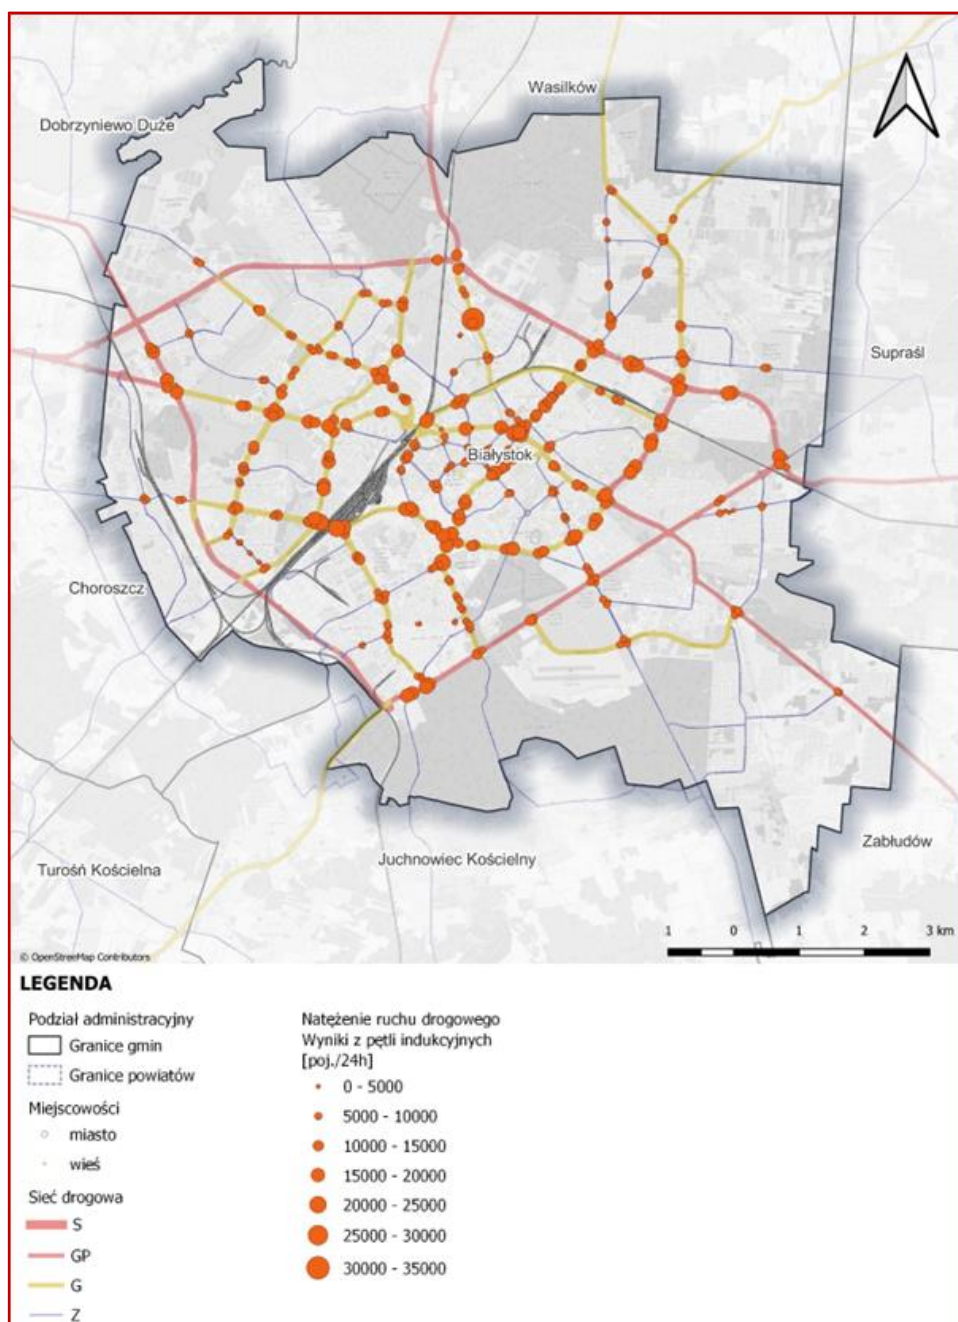 Wasilków
Dobrzyniewo Duże
Supraśl
Białystok
Choroszcz
Zabłudów
Juchnowiec Kościelny
Turośń Kościelna
1 0 1 2 3 km
© OpenStreetMap Contributors
LEGENDA
Podział administracyjny
Granice gmin
Granice powiatów
Miejscowości
miasto
wieś
Sieć drogowa
S
GP
G
Z
Natężenie ruchu drogowego
Wyniki z pętli indukcyjnych
[poj./24h]
0 - 5000
5000 - 10000
10000 - 15000
15000 - 20000
20000 - 25000
25000 - 30000
30000 - 35000